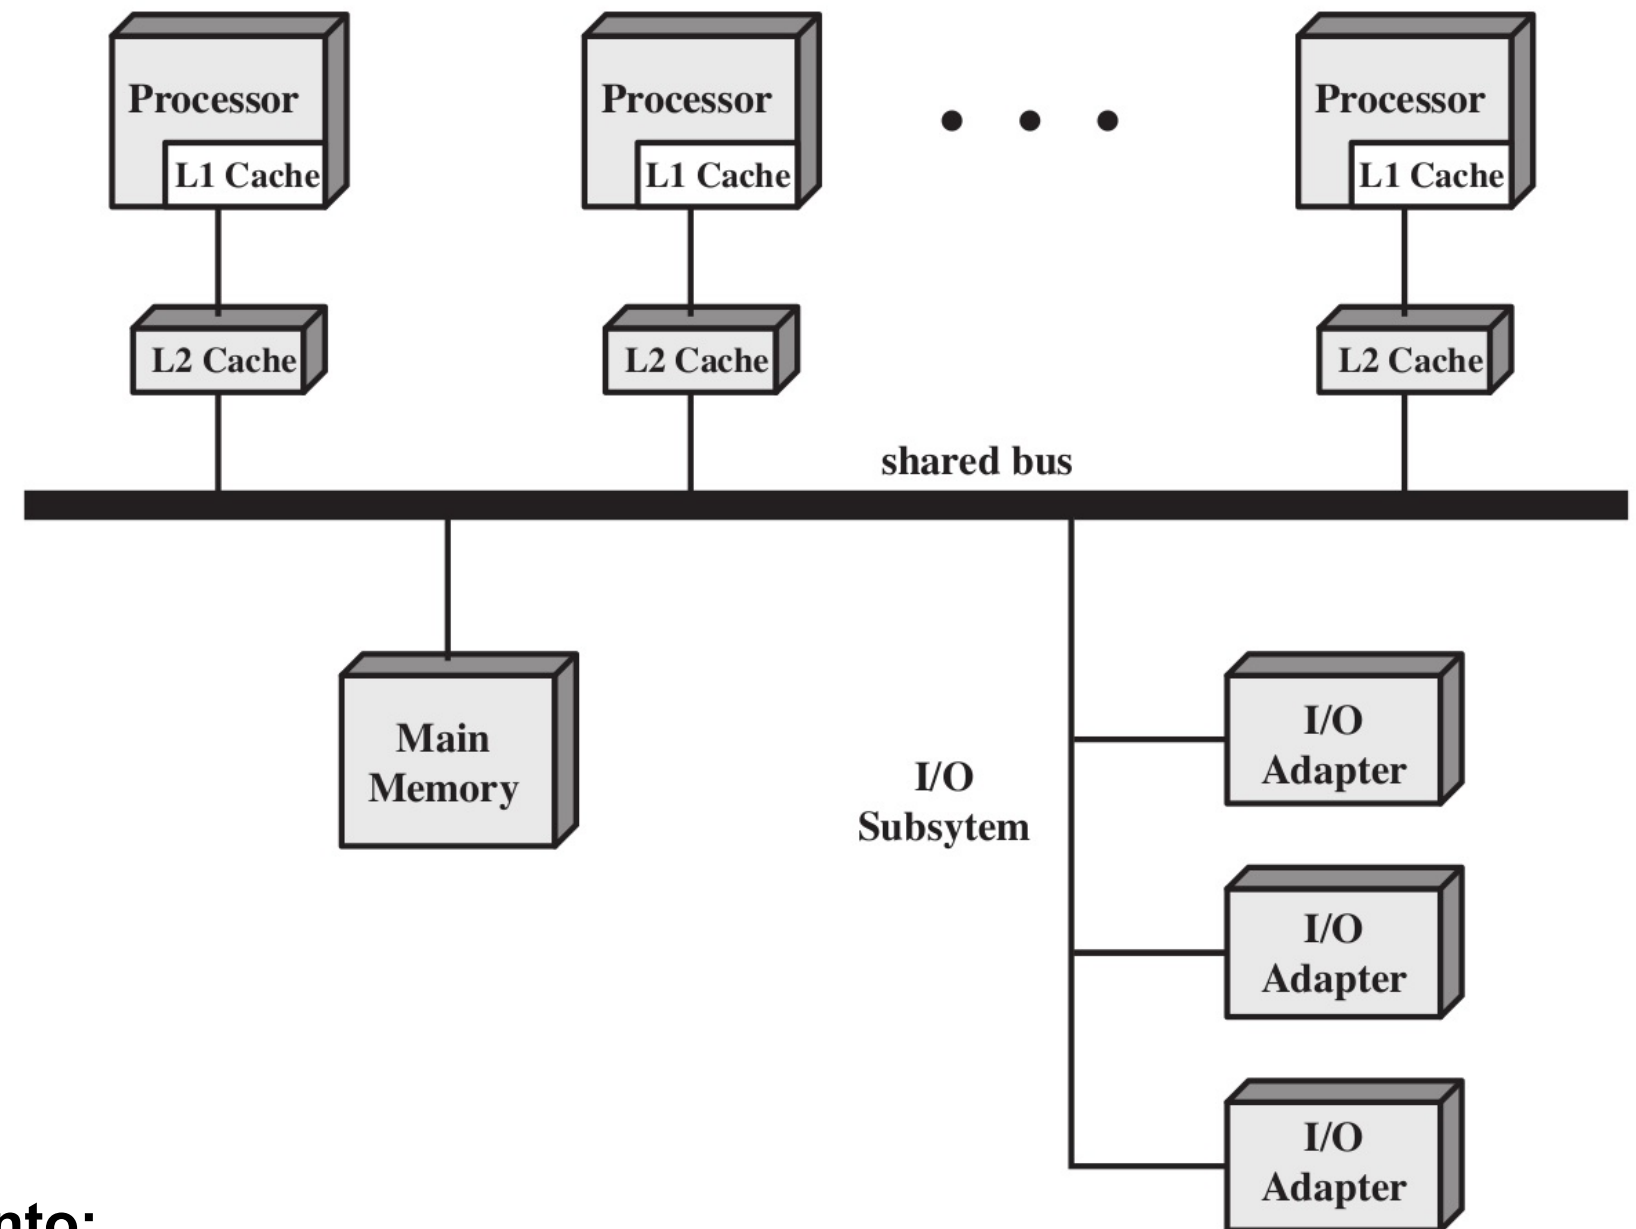 Processor
L1 Cache
Processor
L1 Cache
Processor
L1 Cache
L2 Cache
L2 Cache
L2 Cache
shared bus
Main
Memory
I/O
Subsytem
I/O
Adapter
I/O
Adapter
I/O
Adapter
nto: